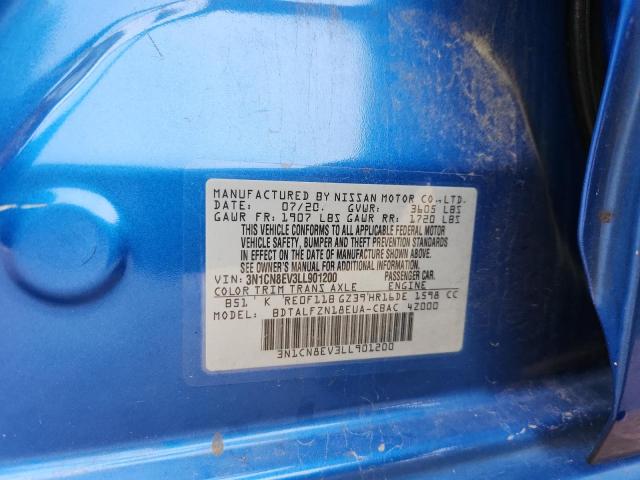 MANUFACTURED BY NISSAN MOTOR CO.,LTD.
DATE: 07/20. GVWR: 3605 LBS
GAWR FR: 1907 LBS GAWR RR: 1720 LBS
THIS VEHICLE CONFORMS TO ALL APPLICABLE FEDERAL MOTOR
VEHICLE SAFETY, BUMPER AND THEFT PREVENTION STANDARDS
IN EFFECT ON THE DATE OF MANUFACTURE SHOWN ABOVE.
SEE OWNER'S MANUAL FOR ADDITIONAL INFORMATION.
VIN: 3N1CN8EV3LL901200 PASSENGER CAR.
COLOR TRIM TRANS AXLE ENGINE
B51 K RE0F11B GZ39 HR16DE 1598 CC
BDTALFZN18EUA-CBAC 4Z000
3N1CN8EV3LL901200